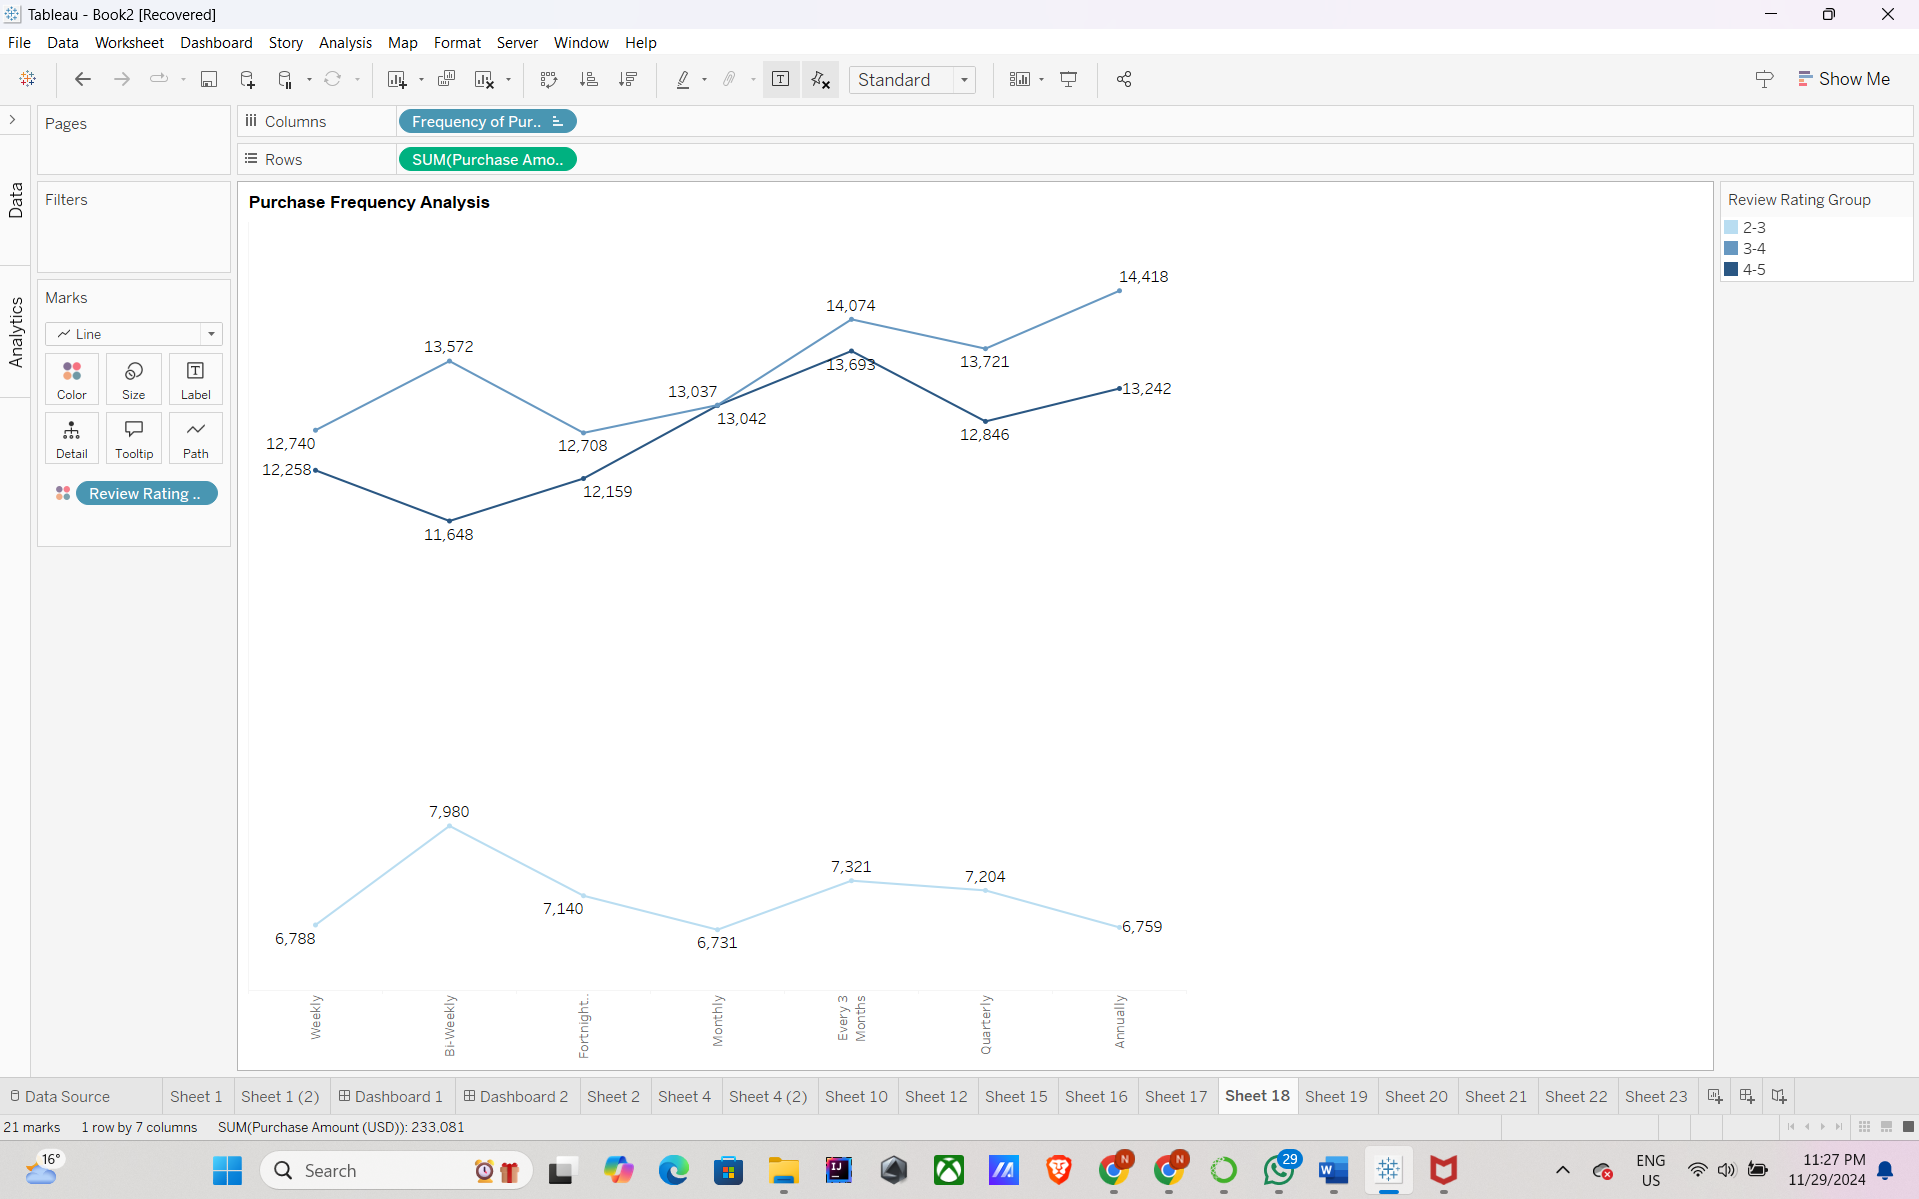 Tableau - Book2 [Recovered]
File Data Worksheet Dashboard Story Analysis Map Format Server Window Help
Standard
Show Me
Pages
Columns
Frequency of Pur..
Rows
SUM(Purchase Amo..
Data
Analytics
Filters
Marks
Line
Color Size Label
Detail Tooltip Path
Review Rating ..
Purchase Frequency Analysis
14,418
14,074
13,572
13,693
13,721
13,037
13,242
13,042
12,740
12,708
12,846
12,258
12,159
11,648
7,980
7,321
7,204
7,140
6,788
6,731
6,759
Weekly
Bi-Weekly
Fortnight..
Monthly
Every 3
Months
Quarterly
Annually
Review Rating Group
2-3
3-4
4-5
Data Source Sheet 1 Sheet 1 (2) Dashboard 1 Dashboard 2 Sheet 2 Sheet 4 Sheet 4 (2) Sheet 10 Sheet 12 Sheet 15 Sheet 16 Sheet 17 Sheet 18 Sheet 19 Sheet 20 Sheet 21 Sheet 22 Sheet 23
21 marks 1 row by 7 columns SUM(Purchase Amount (USD)): 233,081
16°
Search
N
N
29
ENG
US
11:27 PM
11/29/2024